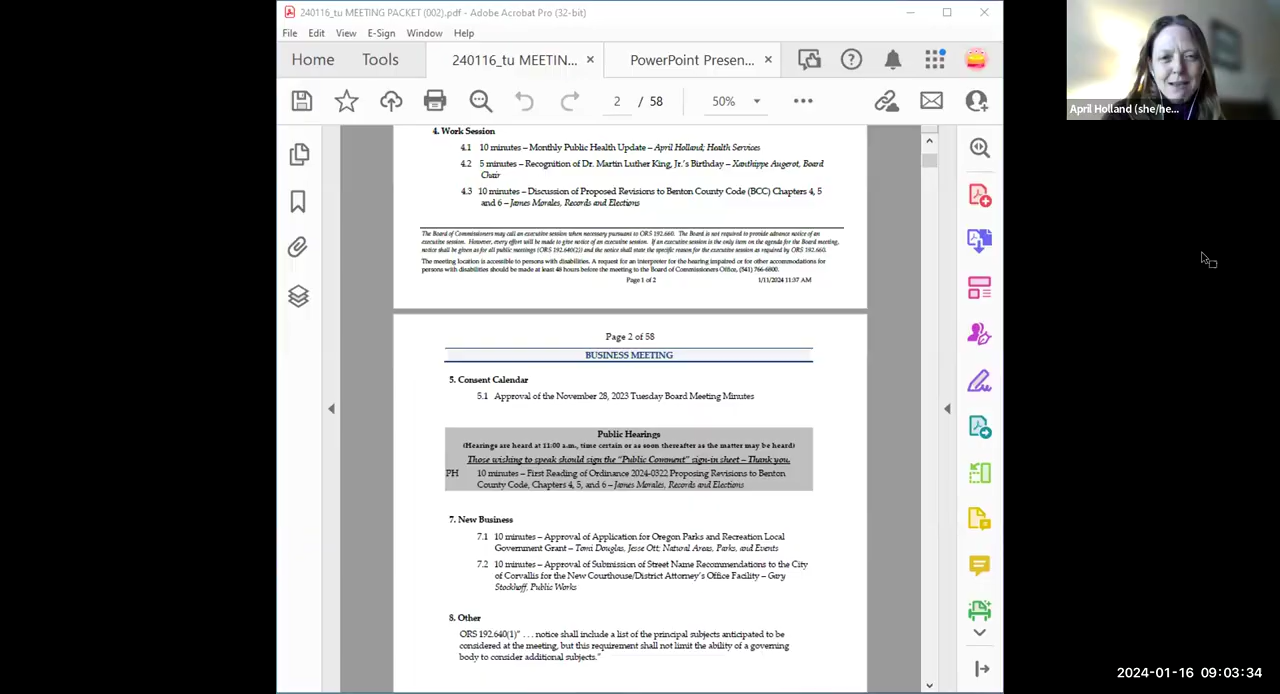 240116_tu MEETING PACKET (002).pdf - Adobe Acrobat Pro (32-bit)
File Edit View E-Sign Window Help
Home Tools 240116_tu MEETIN... × PowerPoint Presen... ×
2 / 58 50%
April Holland (she/he...
4. Work Session
4.1 10 minutes – Monthly Public Health Update – April Holland; Health Services
4.2 5 minutes – Recognition of Dr. Martin Luther King, Jr.'s Birthday – Xanthippe Augerot, Board
Chair
4.3 10 minutes – Discussion of Proposed Revisions to Benton County Code (BCC) Chapters 4, 5
and 6 – James Morales, Records and Elections
The Board of Commissioners may call an executive session when necessary pursuant to ORS 192.660. The Board is not required to provide advance notice of an
executive session. However, every effort will be made to give notice of an executive session. If an executive session is the only item on the agenda for the Board meeting,
notice shall be given as for all public meetings (ORS 192.640(2)) and the notice shall state the specific reason for the executive session as required by ORS 192.660.
The meeting location is accessible to persons with disabilities. A request for an interpreter for the hearing impaired or for other accommodations for
persons with disabilities should be made at least 48 hours before the meeting to the Board of Commissioners Office, (541) 766-6800.
Page 1 of 2 1/11/2024 11:37 AM
Page 2 of 58
BUSINESS MEETING
5. Consent Calendar
5.1 Approval of the November 28, 2023 Tuesday Board Meeting Minutes
Public Hearings
(Hearings are heard at 11:00 a.m., time certain or as soon thereafter as the matter may be heard)
Those wishing to speak should sign the "Public Comment" sign-in sheet – Thank you.
PH 10 minutes – First Reading of Ordinance 2024-0322 Proposing Revisions to Benton
County Code, Chapters 4, 5, and 6 – James Morales, Records and Elections
7. New Business
7.1 10 minutes – Approval of Application for Oregon Parks and Recreation Local
Government Grant – Tomi Douglas, Jesse Ott; Natural Areas, Parks, and Events
7.2 10 minutes – Approval of Submission of Street Name Recommendations to the City
of Corvallis for the New Courthouse/District Attorney's Office Facility – Gary
Stockhoff, Public Works
8. Other
ORS 192.640(1)" . . . notice shall include a list of the principal subjects anticipated to be
considered at the meeting, but this requirement shall not limit the ability of a governing
body to consider additional subjects."
2024-01-16 09:03:34